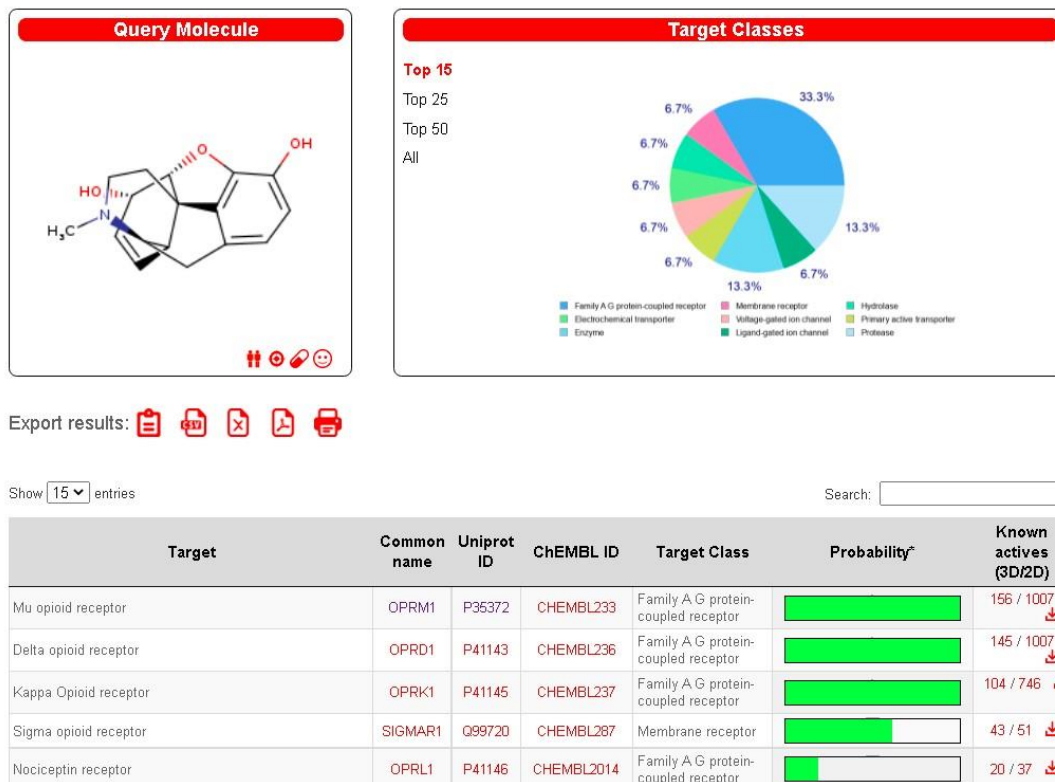 Query Molecule
OH
O
HO
N
H₃C
Target Classes
Top 15
Top 25
Top 50
All
33.3%
6.7%
6.7%
6.7%
6.7%
6.7%
13.3%
6.7%
13.3%
Family A G protein-coupled receptor Membrane receptor Hydrolase
Electrochemical transporter Voltage-gated ion channel Primary active transporter
Enzyme Ligand-gated ion channel Protease
Export results: CSV
Show 15 entries
Search:
Target Common name Uniprot ID ChEMBL ID Target Class Probability* Known actives (3D/2D)
Mu opioid receptor OPRM1 P35372 CHEMBL233 Family A G protein-coupled receptor 156 / 1007
Delta opioid receptor OPRD1 P41143 CHEMBL236 Family A G protein-coupled receptor 145 / 1007
Kappa Opioid receptor OPRK1 P41145 CHEMBL237 Family A G protein-coupled receptor 104 / 746
Sigma opioid receptor SIGMAR1 Q99720 CHEMBL287 Membrane receptor 43 / 51
Nociceptin receptor OPRL1 P41146 CHEMBL2014 Family A G protein-coupled receptor 20 / 37